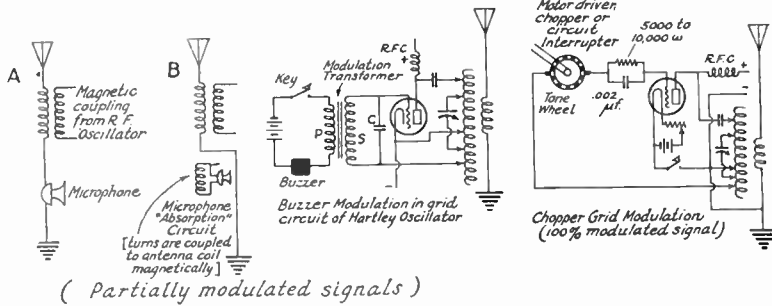 A
Magnetic
coupling
from R.F.
Oscillator
Microphone
B
Microphone
"Absorption"
Circuit
[turns are coupled
to antenna coil
magnetically]
(Partially modulated signals)
Key
Buzzer
Modulation
Transformer
P
S
C
R.F.C
+
Buzzer Modulation in grid
circuit of Hartley Oscillator
Motor driven
chopper or
circuit
Interrupter
Tone
Wheel
5000 to
10,000 ω
.002
µf.
R.F.C
+
Chopper Grid Modulation
(100% modulated signal)